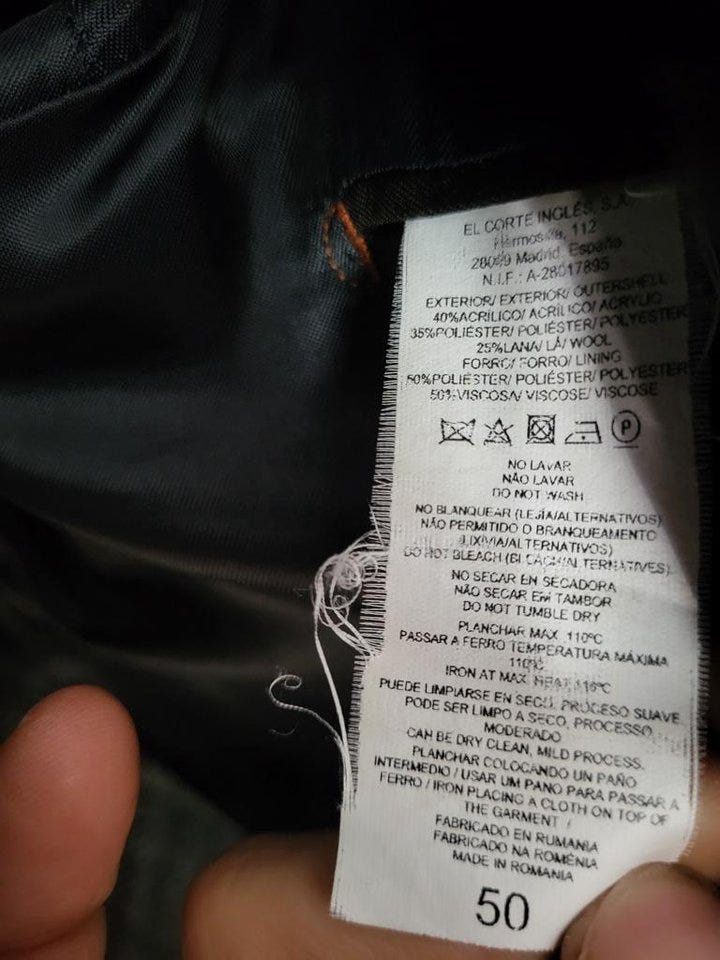 EL CORTE INGLÉS, S.A.
Hermosilla, 112
28009 Madrid, España
N.I.F.: A-28017895
EXTERIOR/ EXTERIOR/ OUTERSHELL
40%ACRÍLICO/ ACRÍLICO/ ACRYLIC
35%POLIÉSTER/ POLIÉSTER/ POLYESTER
25%LANA/ LÃ/ WOOL
FORRO/ FORRO/ LINING
50%POLIÉSTER/ POLIÉSTER/ POLYESTER
50%VISCOSA/ VISCOSE/ VISCOSE
P
NO LAVAR
NÃO LAVAR
DO NOT WASH
NO BLANQUEAR (LEJÍA/ALTERNATIVOS)
NÃO PERMITIDO O BRANQUEAMENTO
(LIXÍVIA/ALTERNATIVOS)
DO NOT BLEACH (BLEACH/ALTERNATIVES)
NO SECAR EN SECADORA
NÃO SECAR EM TAMBOR
DO NOT TUMBLE DRY
PLANCHAR MAX. 110ºC
PASSAR A FERRO TEMPERATURA MÁXIMA
110ºC
IRON AT MAX. HEAT 110ºC
PUEDE LIMPIARSE EN SECO. PROCESO SUAVE.
PODE SER LIMPO A SECO, PROCESSO
MODERADO
CAN BE DRY CLEAN, MILD PROCESS.
PLANCHAR COLOCANDO UN PAÑO
INTERMEDIO / USAR UM PANO PARA PASSAR A
FERRO / IRON PLACING A CLOTH ON TOP OF
THE GARMENT /
FABRICADO EN RUMANIA
FABRICADO NA ROMÉNIA
MADE IN ROMANIA
50